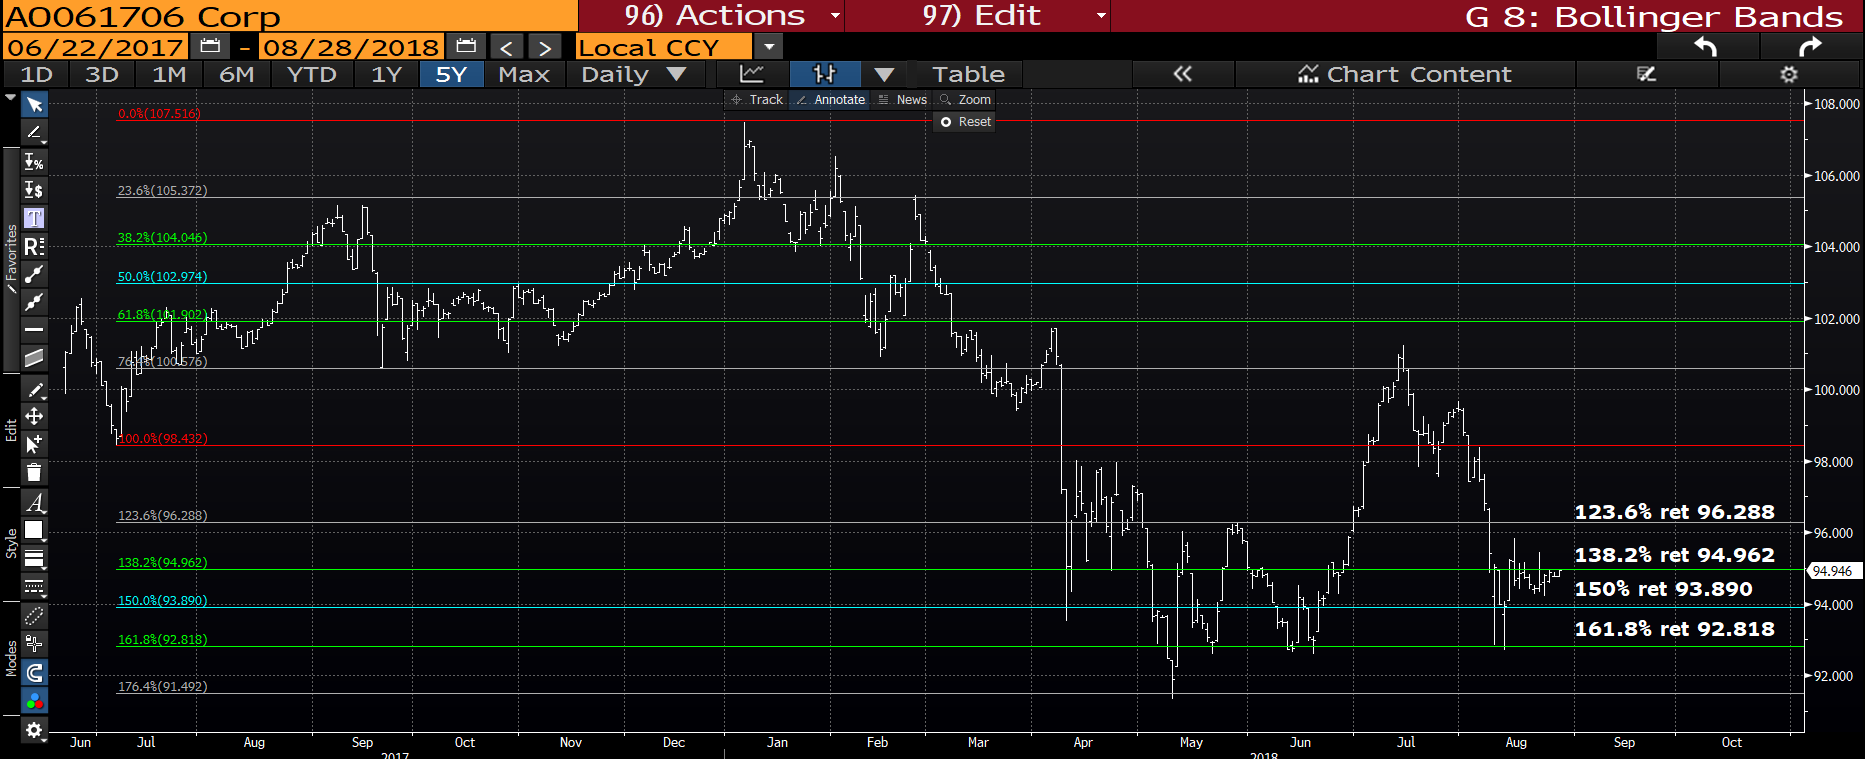 AO061706 Corp 96) Actions 97) Edit G 8: Bollinger Bands
06/22/2017 - 08/28/2018 < > Local CCY
1D 3D 1M 6M YTD 1Y 5Y Max Daily Table Chart Content
Track Annotate News Zoom
Reset
Favorites
Edit
Style
Modes
0.0%(107.516)
23.6%(105.372)
38.2%(104.046)
50.0%(102.974)
61.8%(101.902)
76.4%(100.576)
100.0%(98.432)
123.6%(96.288)
138.2%(94.962)
150.0%(93.890)
161.8%(92.818)
176.4%(91.492)
123.6% ret 96.288
138.2% ret 94.962
150% ret 93.890
161.8% ret 92.818
108.000
106.000
104.000
102.000
100.000
98.000
96.000
94.946
94.000
92.000
Jun Jul Aug Sep Oct Nov Dec Jan Feb Mar Apr May Jun Jul Aug Sep Oct
2017 2018